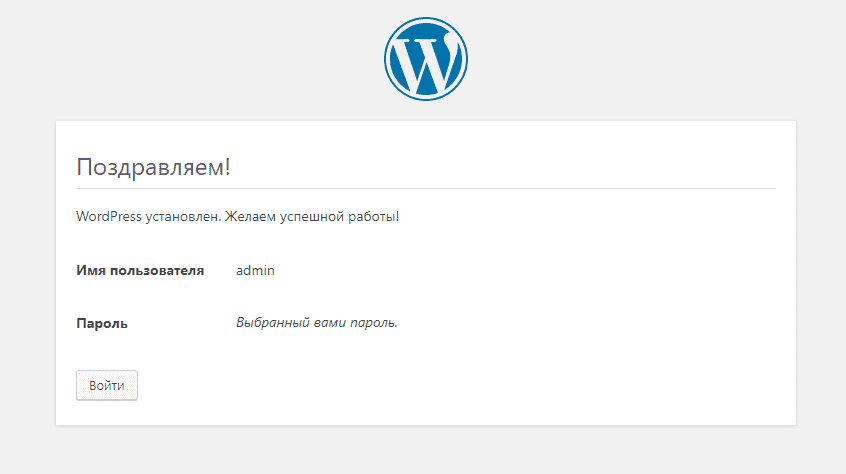 Поздравляем!
WordPress установлен. Желаем успешной работы!
Имя пользователя admin
Пароль Выбранный вами пароль.
Войти